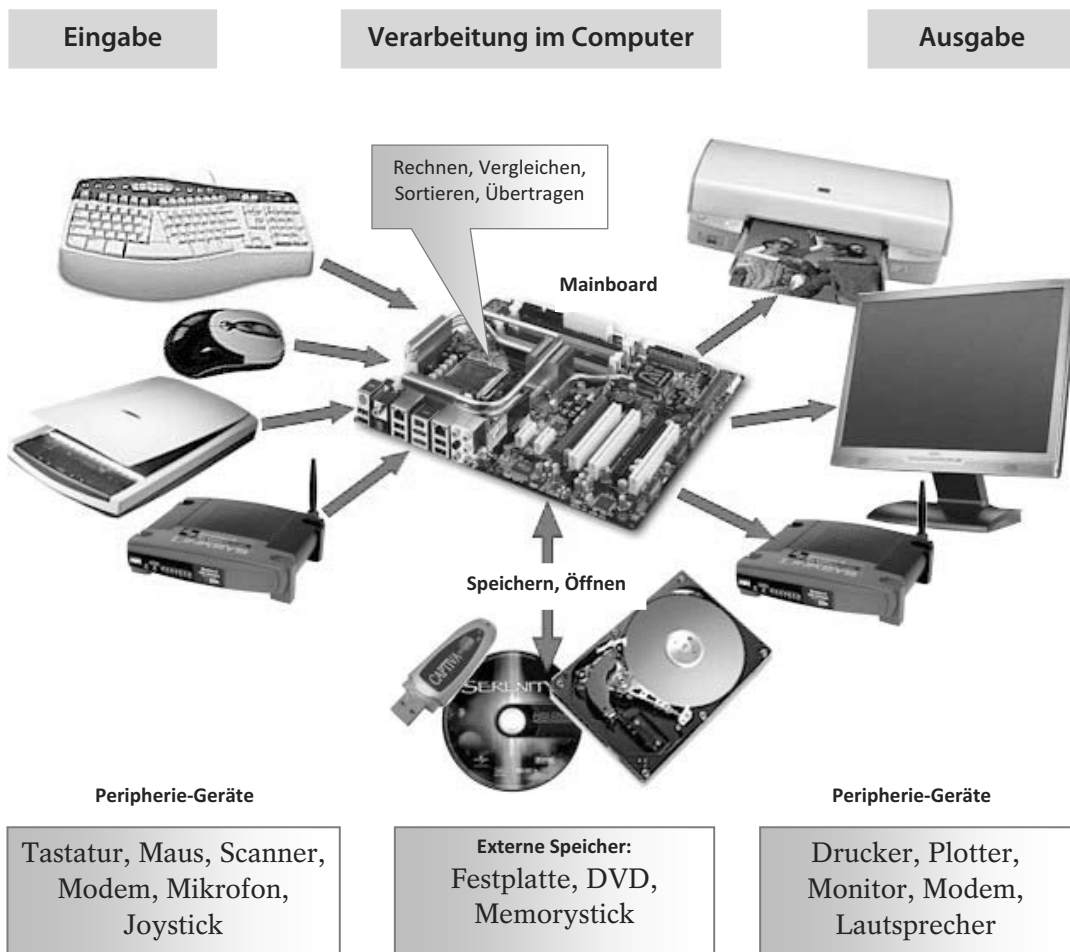 Eingabe
Verarbeitung im Computer
Ausgabe
Rechnen, Vergleichen,
Sortieren, Übertragen
Mainboard
Speichern, Öffnen
CAPTIVA
SERENITY
Peripherie-Geräte
Peripherie-Geräte
Tastatur, Maus, Scanner,
Modem, Mikrofon,
Joystick
Externe Speicher:
Festplatte, DVD,
Memorystick
Drucker, Plotter,
Monitor, Modem,
Lautsprecher